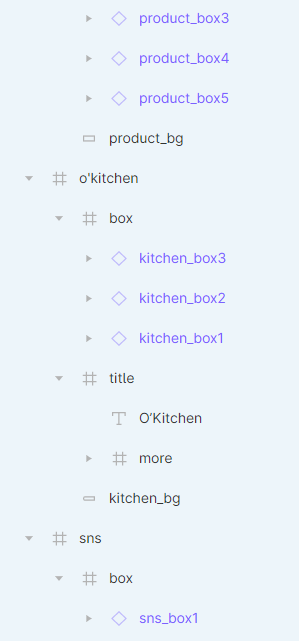 product_box3
product_box4
product_box5
product_bg
o'kitchen
box
kitchen_box3
kitchen_box2
kitchen_box1
title
O’Kitchen
more
kitchen_bg
sns
box
sns_box1